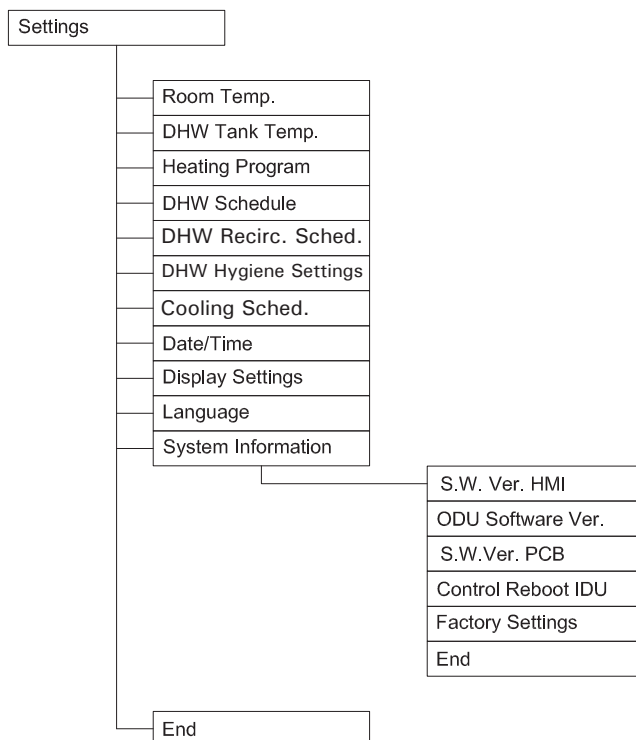 Settings
Room Temp.
DHW Tank Temp.
Heating Program
DHW Schedule
DHW Recirc. Sched.
DHW Hygiene Settings
Cooling Sched.
Date/Time
Display Settings
Language
System Information
S.W. Ver. HMI
ODU Software Ver.
S.W.Ver. PCB
Control Reboot IDU
Factory Settings
End
End